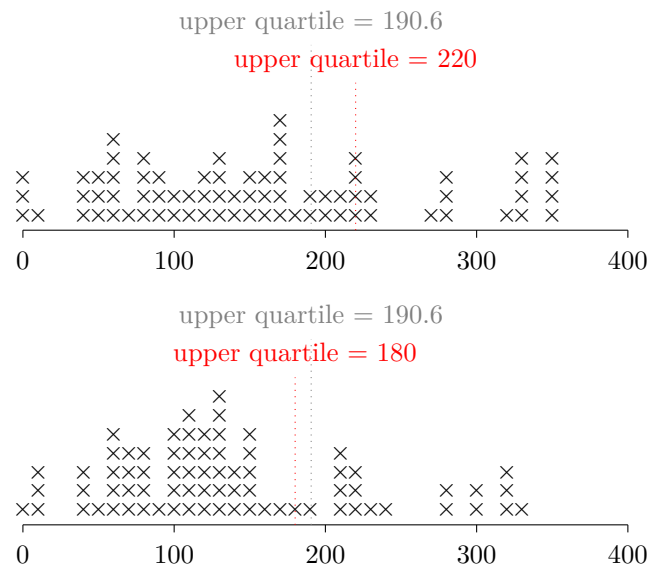 upper quartile = 190.6
upper quartile = 220
0 100 200 300 400
upper quartile = 190.6
upper quartile = 180
0 100 200 300 400